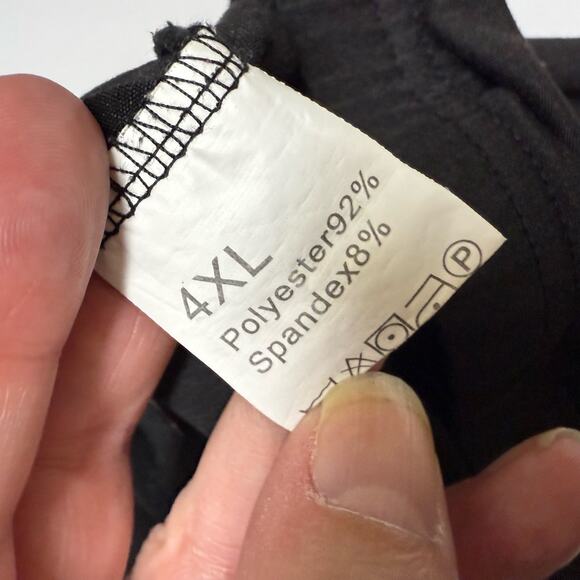 4XL
Polyester92%
Spandex8%
P